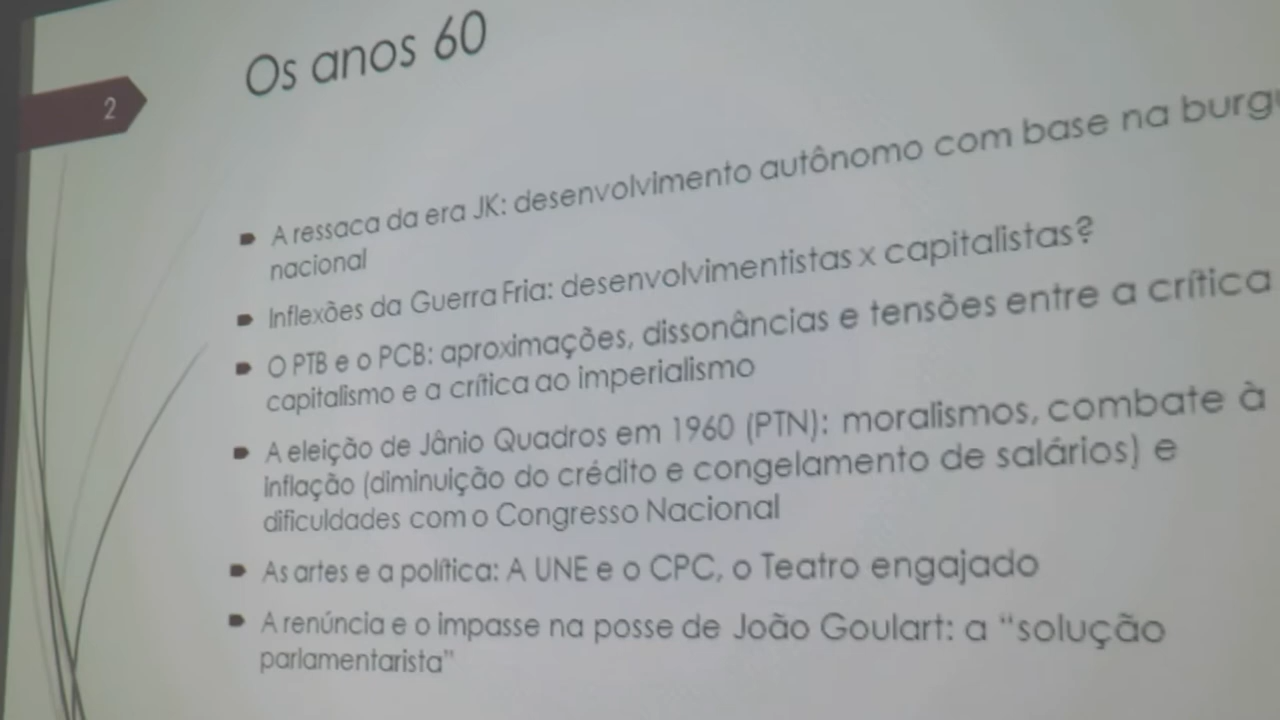 Os anos 60
2
A ressaca da era JK: desenvolvimento autônomo com base na
nacional
Inflexões da Guerra Fria: desenvolvimentistas x capitalistas?
O PTB e o PCB: aproximações, dissonâncias e tensões entre a crítica
capitalismo e a crítica ao imperialismo
A eleição de Jânio Quadros em 1960 (PTN): moralismos, combate à
inflação (diminuição do crédito e congelamento de salários) e
dificuldades com o Congresso Nacional
As artes e a política: A UNE e o CPC, o Teatro engajado
A renúncia e o impasse na posse de João Goulart: a "solução
parlamentarista"